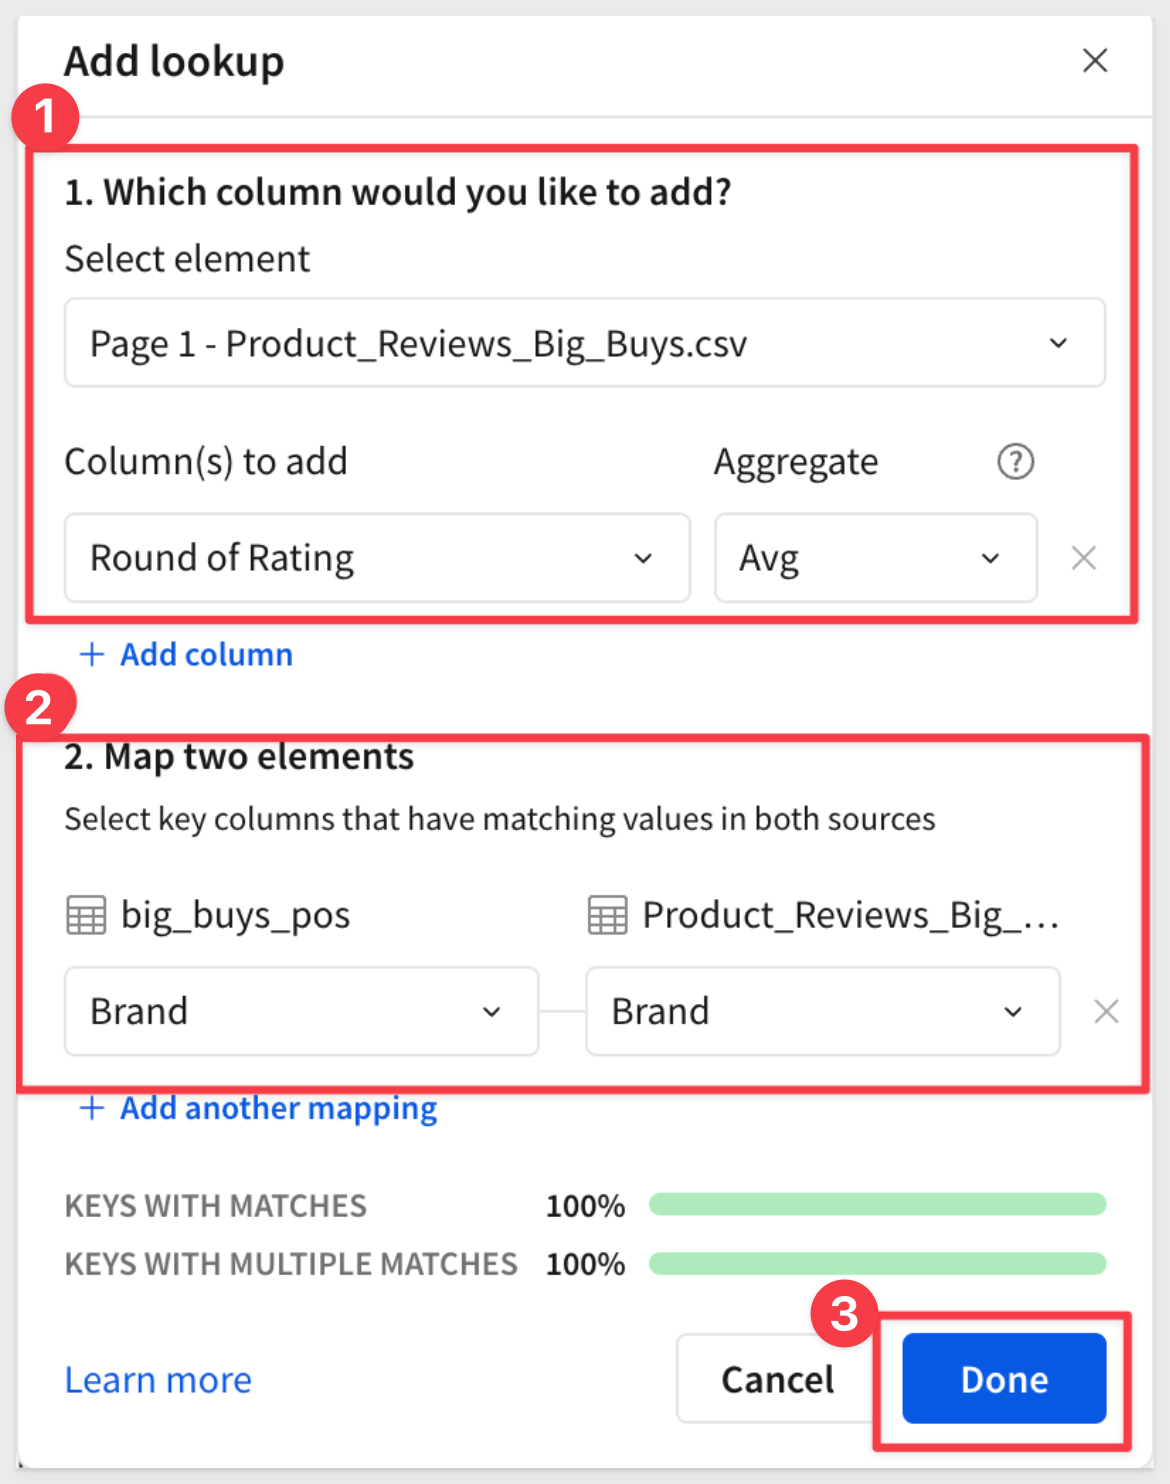 Add lookup
1
1. Which column would you like to add?
Select element
Page 1 - Product_Reviews_Big_Buys.csv
Column(s) to add Aggregate ?
Round of Rating Avg
+ Add column
2
2. Map two elements
Select key columns that have matching values in both sources
big_buys_pos Product_Reviews_Big_...
Brand Brand
+ Add another mapping
KEYS WITH MATCHES 100%
KEYS WITH MULTIPLE MATCHES 100%
3
Learn more Cancel Done